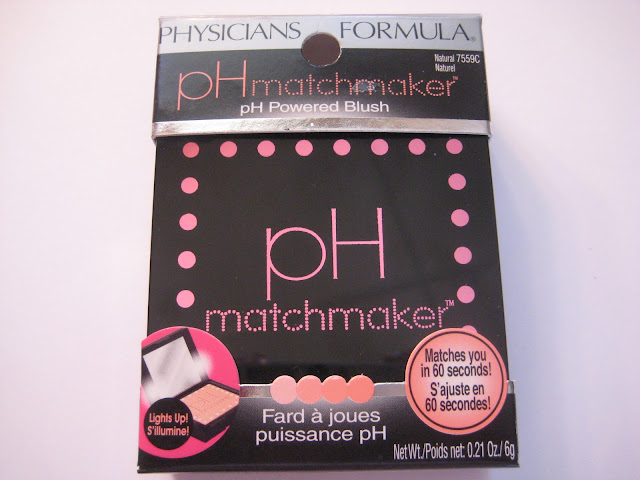 PHYSICIANS FORMULA®
Natural 7559C
Naturel
pH matchmaker™
pH Powered Blush
pH
matchmaker™
Matches you
in 60 seconds!
S'ajuste en
60 secondes!
Lights Up!
S'illumine!
Fard à joues
puissance pH
Net Wt./Poids net: 0.21 Oz./6g